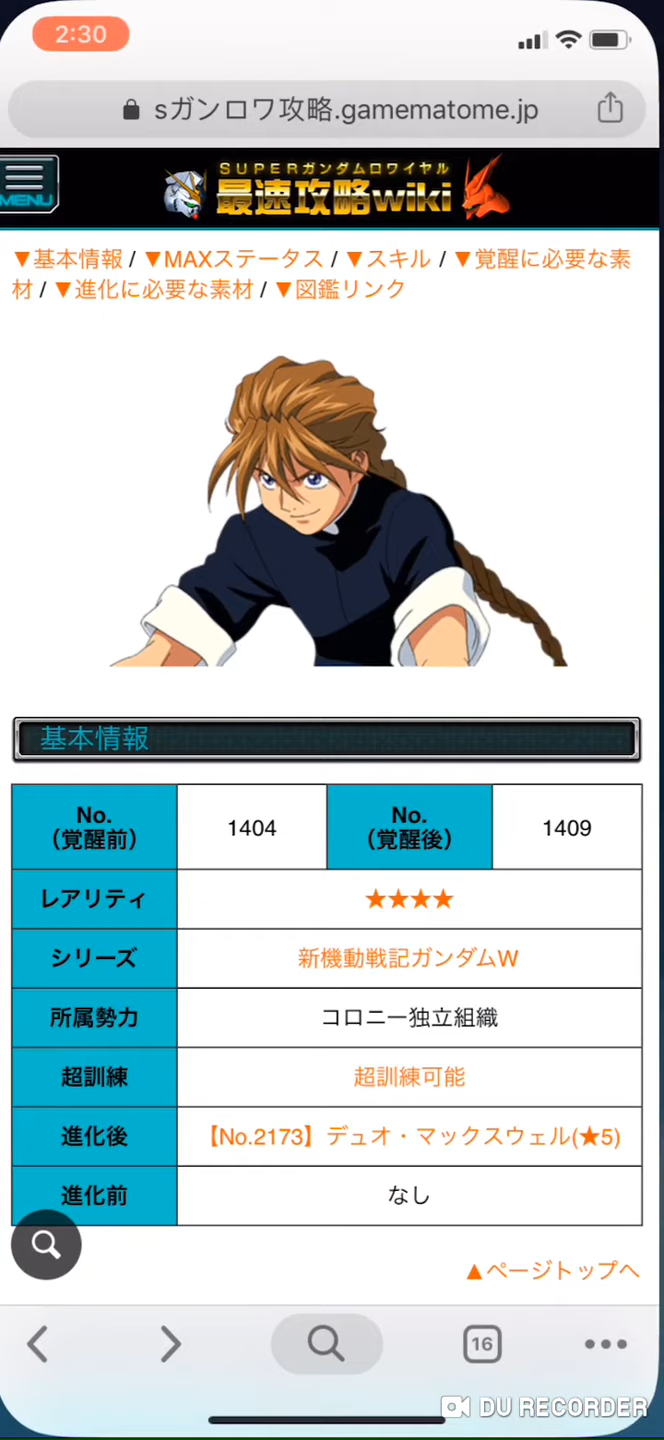 2:30
sガンロワ攻略.gamematome.jp
MENU
SUPERガンダムロワイヤル
最速攻略wiki
▼基本情報 / ▼MAXステータス / ▼スキル / ▼覚醒に必要な素
材 / ▼進化に必要な素材 / ▼図鑑リンク
基本情報
No.
（覚醒前）
1404
No.
（覚醒後）
1409
レアリティ
★★★★
シリーズ
新機動戦記ガンダムW
所属勢力
コロニー独立組織
超訓練
超訓練可能
進化後
【No.2173】デュオ・マックスウェル(★5)
進化前
なし
▲ページトップへ
16
DU RECORDER